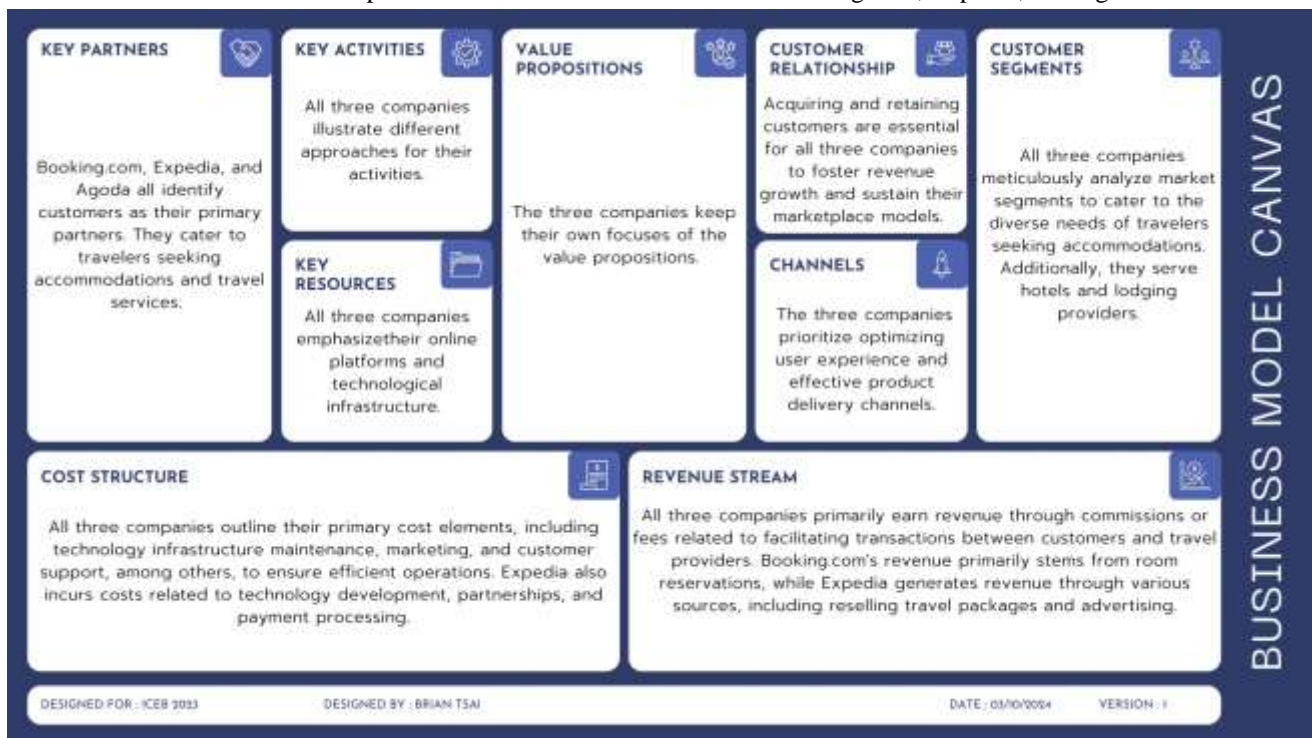 KEY PARTNERS
Booking.com, Expedia, and
Agoda all identify
customers as their primary
partners. They cater to
travelers seeking
accommodations and travel
services.
KEY ACTIVITIES
All three companies
illustrate different
approaches for their
activities.
KEY
RESOURCES
All three companies
emphasizetheir online
platforms and
technological
infrastructure.
VALUE
PROPOSITIONS
The three companies keep
their own focuses of the
value propositions.
CUSTOMER
RELATIONSHIP
Acquiring and retaining
customers are essential
for all three companies
to foster revenue
growth and sustain their
marketplace models.
CHANNELS
The three companies
prioritize optimizing
user experience and
effective product
delivery channels.
CUSTOMER
SEGMENTS
All three companies
meticulously analyze market
segments to cater to the
diverse needs of travelers
seeking accommodations.
Additionally, they serve
hotels and lodging
providers.
COST STRUCTURE
All three companies outline their primary cost elements, including
technology infrastructure maintenance, marketing, and customer
support, among others, to ensure efficient operations. Expedia also
incurs costs related to technology development, partnerships, and
payment processing.
REVENUE STREAM
All three companies primarily earn revenue through commissions or
fees related to facilitating transactions between customers and travel
providers. Booking.com's revenue primarily stems from room
reservations, while Expedia generates revenue through various
sources, including reselling travel packages and advertising.
DESIGNED FOR : ICEB 2023
DESIGNED BY : BRIAN TSAI
DATE : 03/10/2024
VERSION : 1
BUSINESS MODEL CANVAS